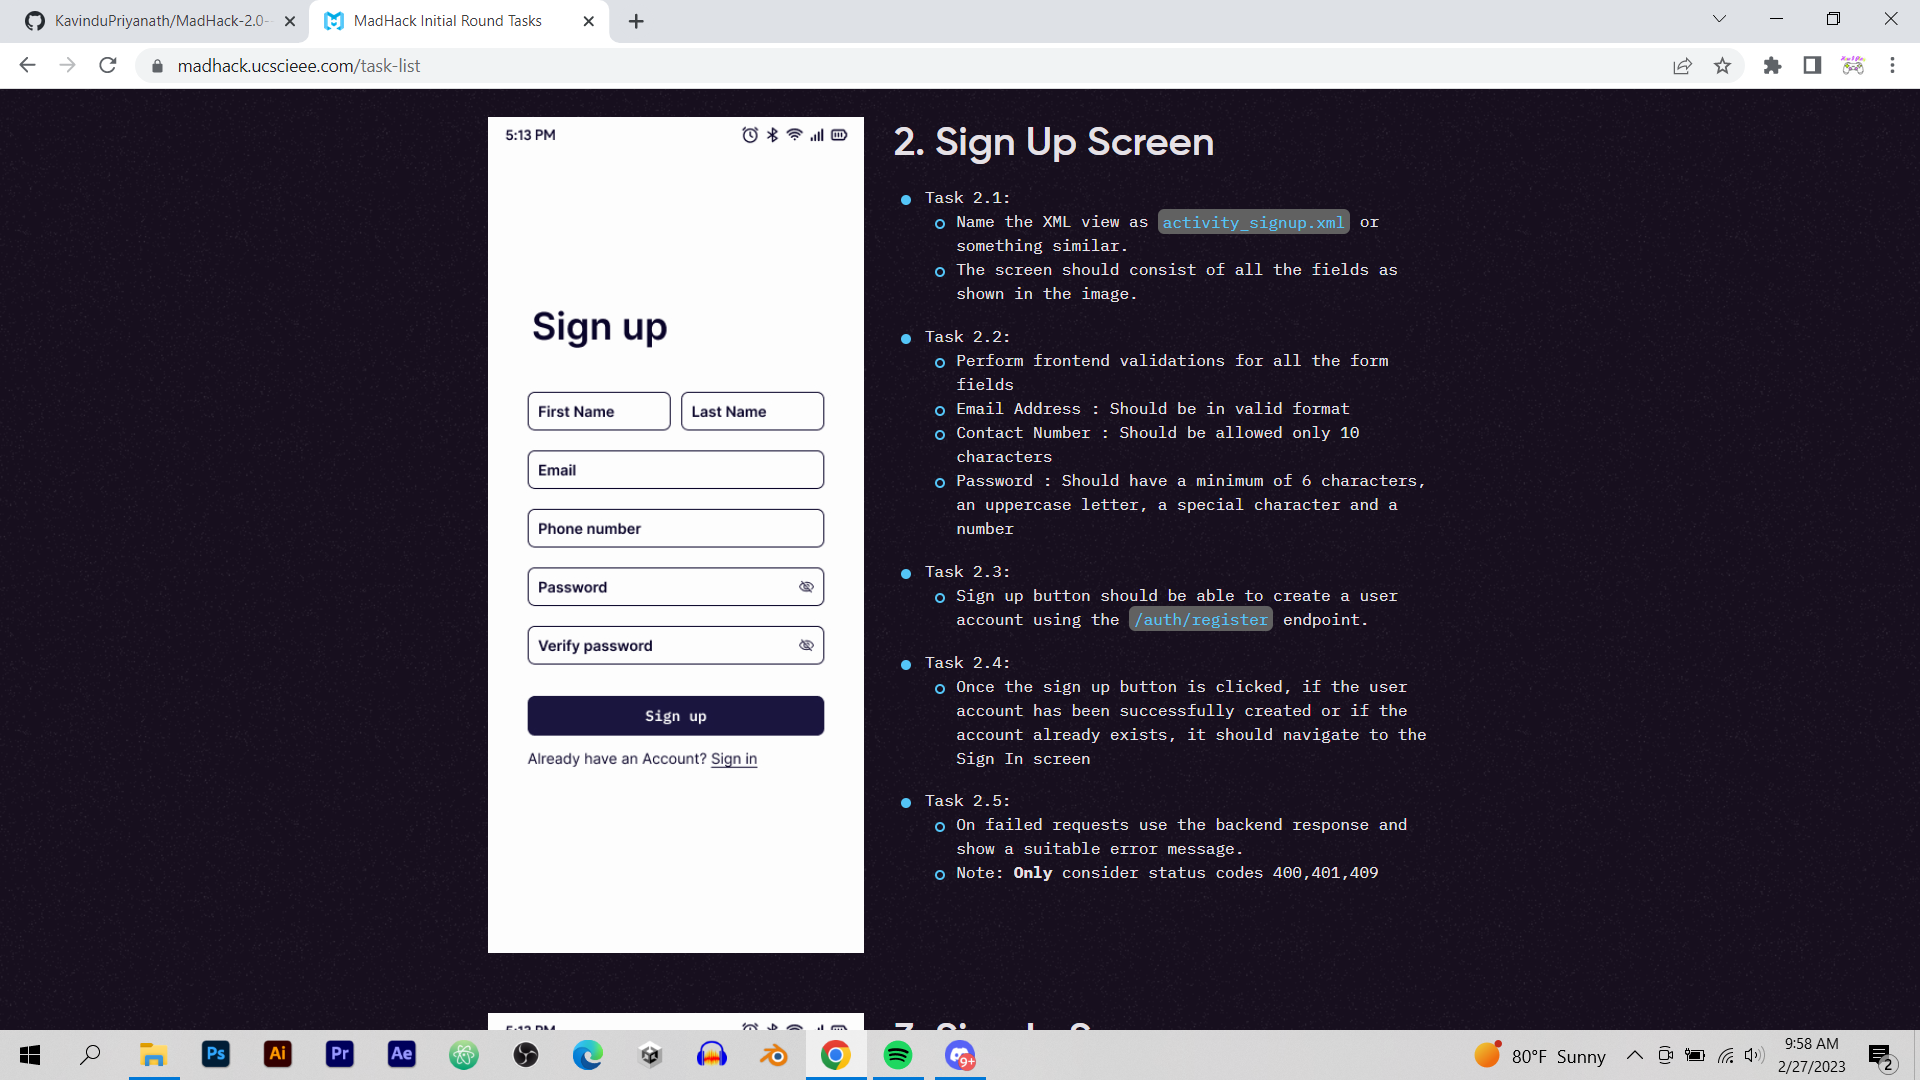 KavinduPriyanath/MadHack-2.0-
MadHack Initial Round Tasks
madhack.ucscieee.com/task-list
5:13 PM
Sign up
First Name
Last Name
Email
Phone number
Password
Verify password
Sign up
Already have an Account? Sign in
2. Sign Up Screen
Task 2.1:
Name the XML view as activity_signup.xml or
something similar.
The screen should consist of all the fields as
shown in the image.
Task 2.2:
Perform frontend validations for all the form
fields
Email Address : Should be in valid format
Contact Number : Should be allowed only 10
characters
Password : Should have a minimum of 6 characters,
an uppercase letter, a special character and a
number
Task 2.3:
Sign up button should be able to create a user
account using the /auth/register endpoint.
Task 2.4:
Once the sign up button is clicked, if the user
account has been successfully created or if the
account already exists, it should navigate to the
Sign In screen
Task 2.5:
On failed requests use the backend response and
show a suitable error message.
Note: Only consider status codes 400,401,409
5:13 PM
Ps
Ai
Pr
Ae
9+
80°F Sunny
9:58 AM
2/27/2023
2